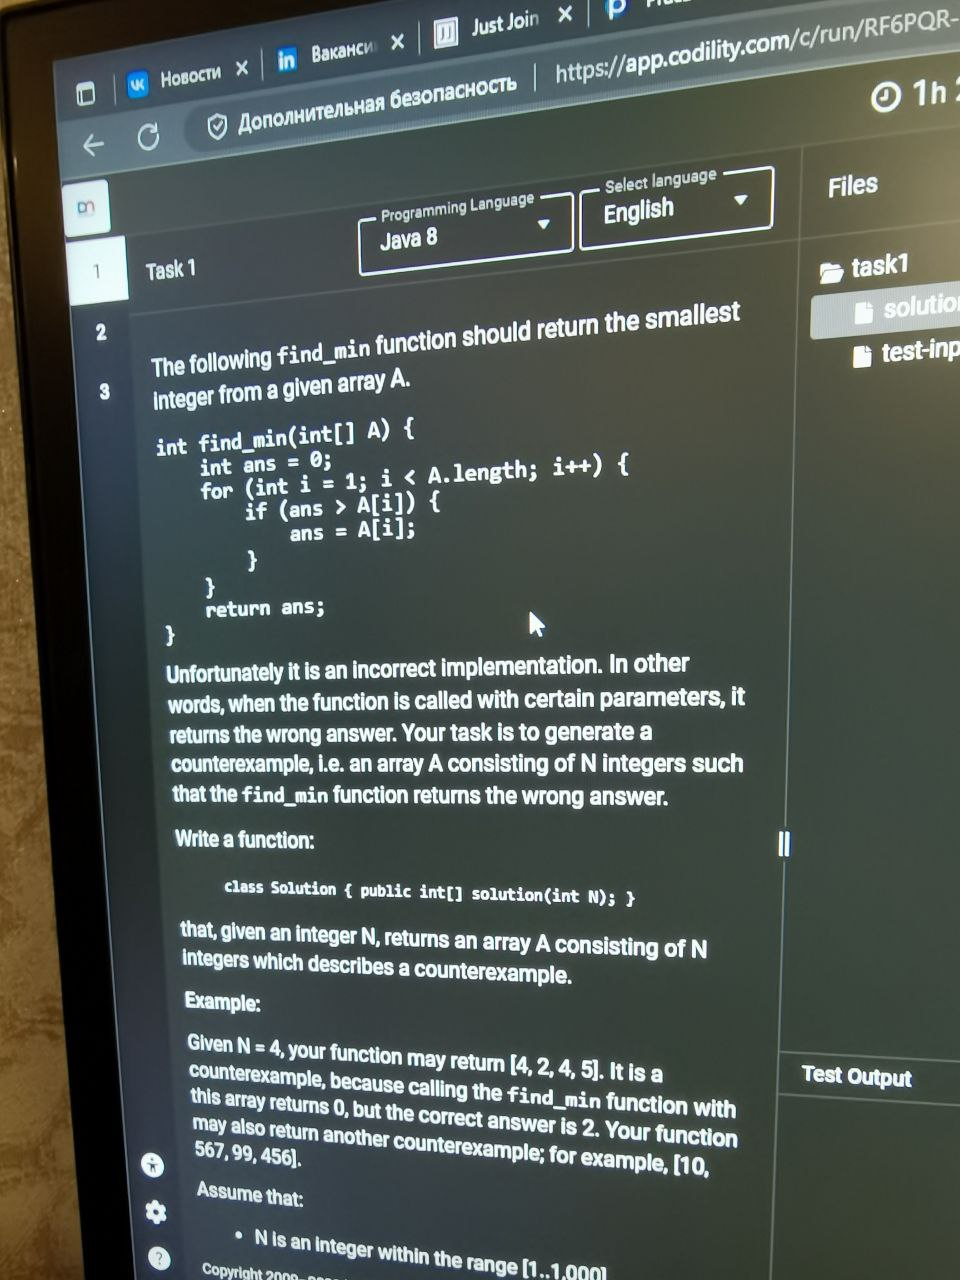 Новости
Ваканси
Just Join
Дополнительная безопасность
https://app.codility.com/c/run/RF6PQR-
1h
1
Task 1
Programming Language
Java 8
Select language
English
Files
task1
solutio
test-inp
2
3
The following find_min function should return the smallest
integer from a given array A.
int find_min(int[] A) {
int ans = 0;
for (int i = 1; i < A.length; i++) {
if (ans > A[i]) {
ans = A[i];
}
}
return ans;
}
Unfortunately it is an incorrect implementation. In other
words, when the function is called with certain parameters, it
returns the wrong answer. Your task is to generate a
counterexample, i.e. an array A consisting of N integers such
that the find_min function returns the wrong answer.
Write a function:
class Solution { public int[] solution(int N); }
that, given an integer N, returns an array A consisting of N
integers which describes a counterexample.
Example:
Given N = 4, your function may return [4, 2, 4, 5]. It is a
counterexample, because calling the find_min function with
this array returns 0, but the correct answer is 2. Your function
may also return another counterexample; for example, [10,
567, 99, 456].
Assume that:
• N is an integer within the range [1..1,000]
Copyright
Test Output